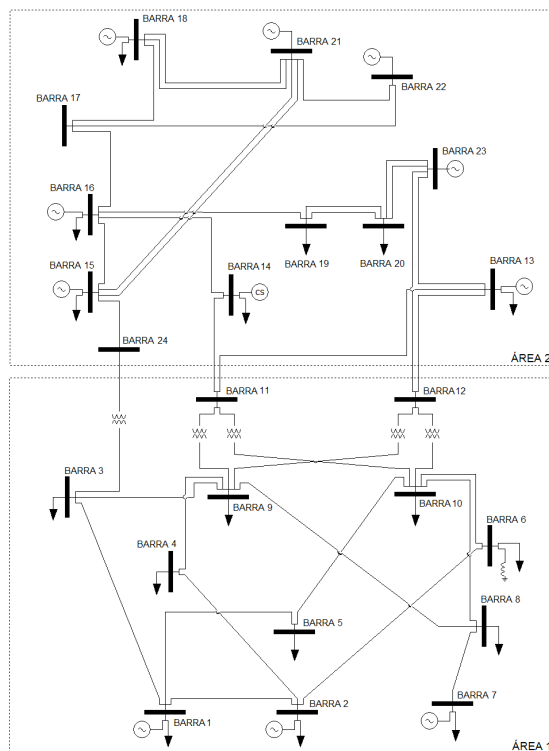 BARRA 18
BARRA 21
BARRA 22
BARRA 17
BARRA 23
BARRA 16
BARRA 19
BARRA 20
BARRA 15
BARRA 14
CS
BARRA 13
BARRA 24
ÁREA 2
BARRA 11
BARRA 12
BARRA 3
BARRA 9
BARRA 10
BARRA 6
BARRA 4
BARRA 8
BARRA 5
BARRA 7
BARRA 1
BARRA 2
ÁREA 1